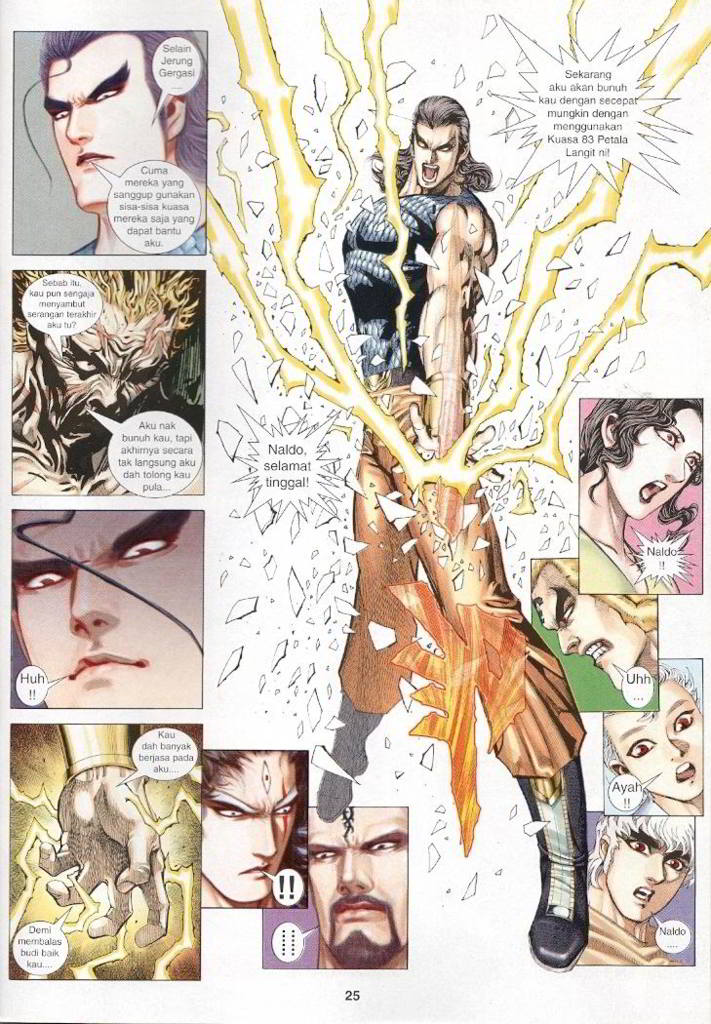 Selain
Jerung
Gergasi
....
Cuma
mereka yang
sanggup gunakan
sisa-sisa kuasa
mereka saja yang
dapat bantu
aku.
Sebab itu,
kau pun sengaja
menyambut
serangan terakhir
aku tu?
Aku nak
bunuh kau, tapi
akhirnya secara
tak langsung aku
dah tolong kau
pula....
Huh
!!
Kau
dah banyak
berjasa pada
aku....
Demi
membalas
budi baik
kau....
Sekarang
aku akan bunuh
kau dengan secepat
mungkin dengan
menggunakan
Kuasa 83 Petala
Langit ni!
Naldo,
selamat
tinggal!
Naldo
!!
Uhh
....
Ayah
!!
Naldo
....
!!
25